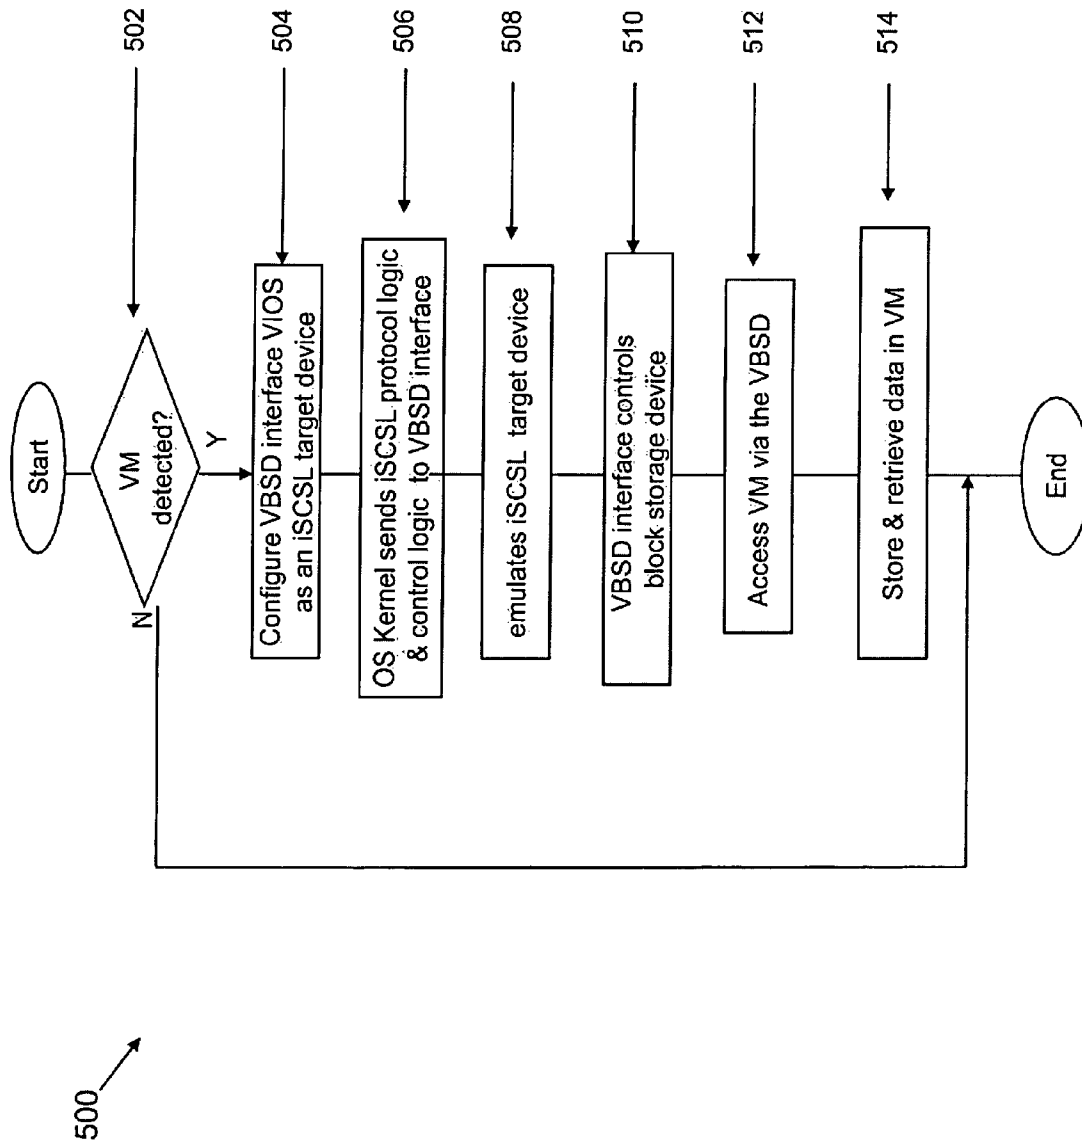 500
Start
VM
detected?
N
Y
502
Configure VBSD interface VIOS
as an iSCSL target device
504
OS Kernel sends iSCSL protocol logic
& control logic to VBSD interface
506
emulates iSCSL target device
508
VBSD interface controls
block storage device
510
Access VM via the VBSD
512
Store & retrieve data in VM
514
End